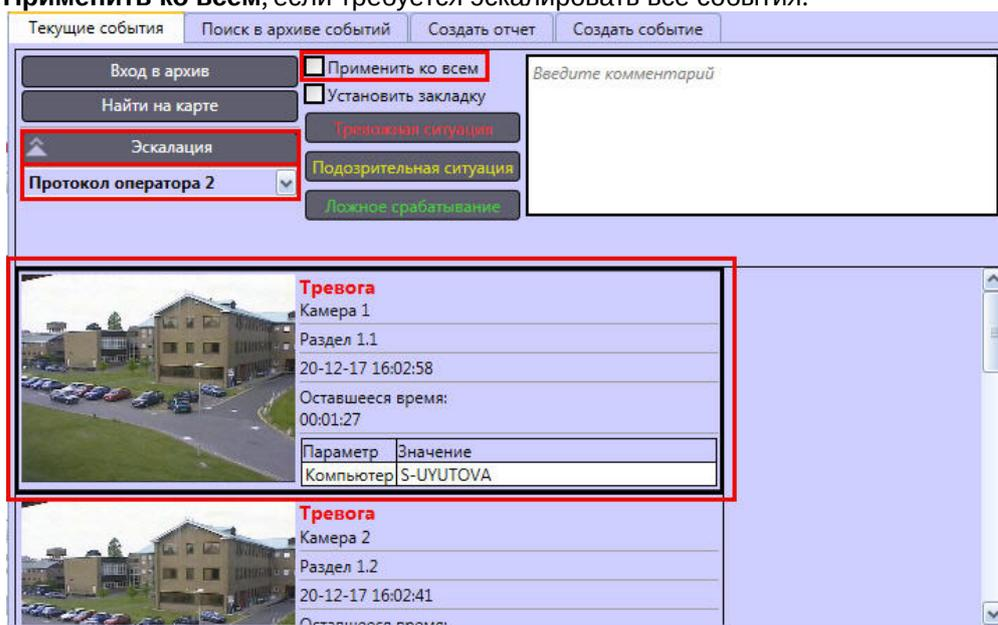 Применить ко всем, если требуется эскалировать все события.
Текущие события
Поиск в архиве событий
Создать отчет
Создать событие
Вход в архив
Найти на карте
Эскалация
Протокол оператора 2
Применить ко всем
Установить закладку
Тревожная ситуация
Подозрительная ситуация
Ложное срабатывание
Введите комментарий
Тревога
Камера 1
Раздел 1.1
20-12-17 16:02:58
Оставшееся время:
00:01:27
Параметр Значение
Компьютер S-UYUTOVA
Тревога
Камера 2
Раздел 1.2
20-12-17 16:02:41
Оставшееся время: